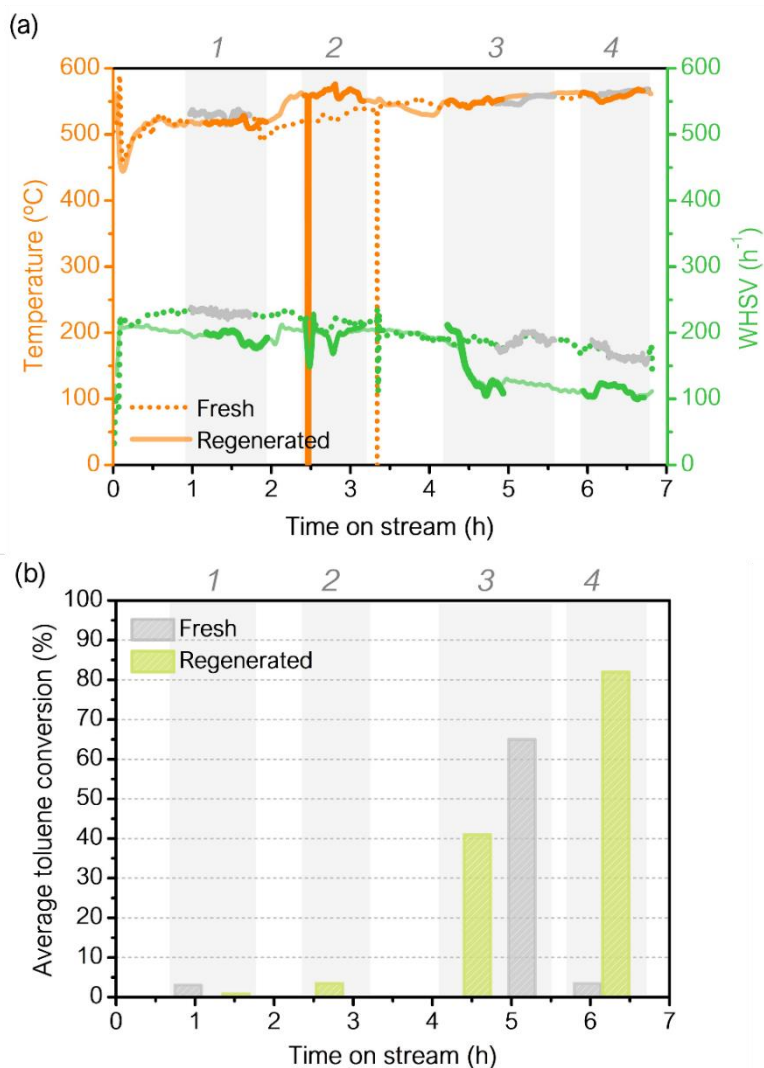 (a)
1 2 3 4
600 600
500 500
400 400
300 300
200 200
100 100
0 0
Temperature (ºC)
WHSV (h-1)
Fresh
Regenerated
0 1 2 3 4 5 6 7
Time on stream (h)
(b)
1 2 3 4
100
90
80
70
60
50
40
30
20
10
0
Average toluene conversion (%)
Fresh
Regenerated
0 1 2 3 4 5 6 7
Time on stream (h)